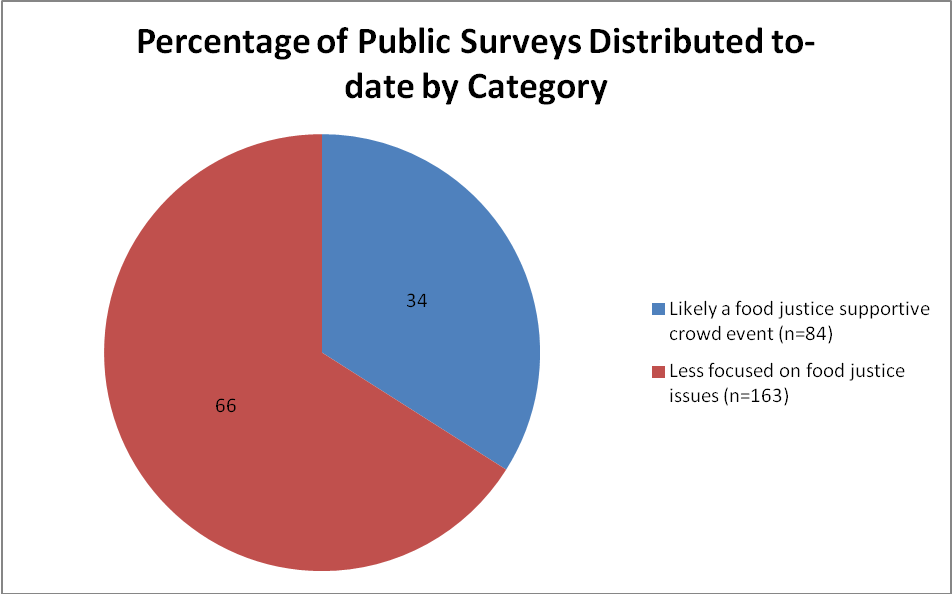 Percentage of Public Surveys Distributed to-
date by Category
34
66
Likely a food justice supportive
crowd event (n=84)
Less focused on food justice
issues (n=163)